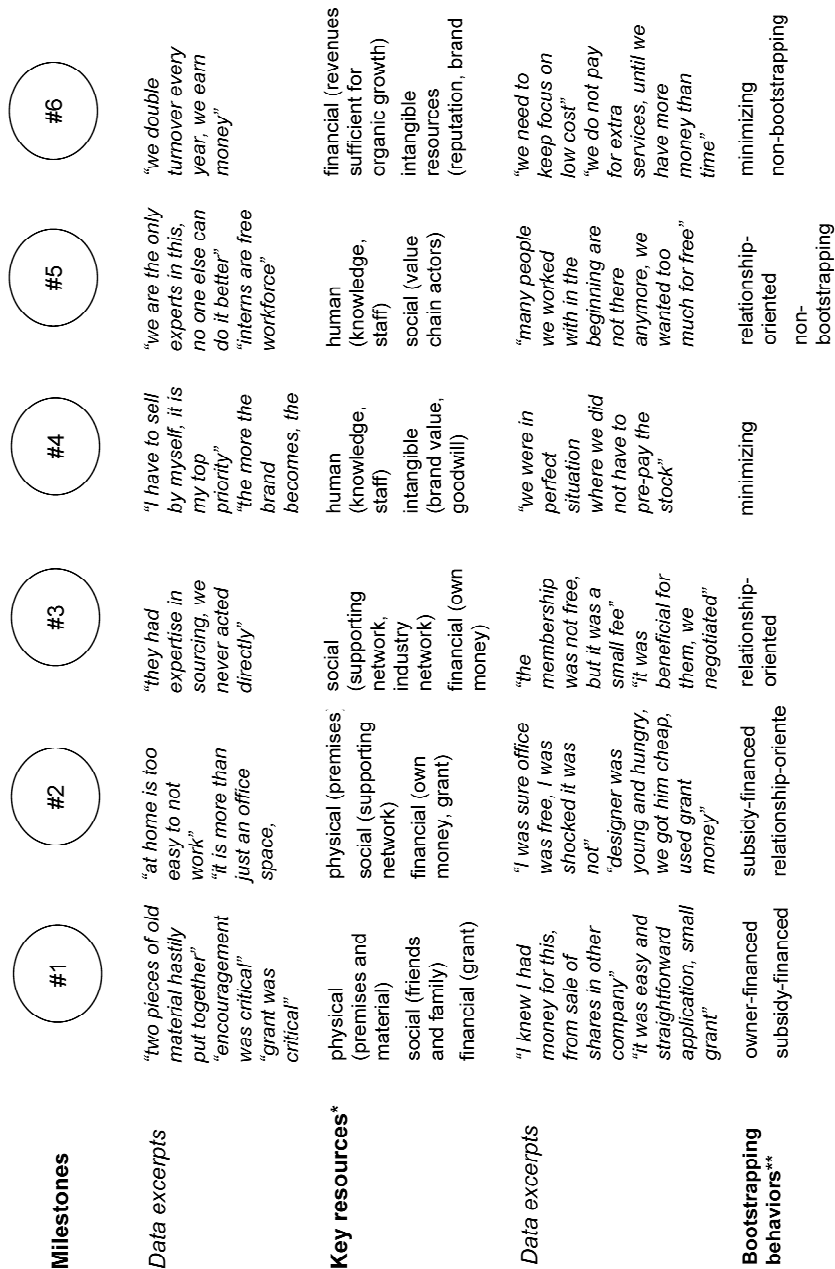 Milestones
#1
#2
#3
#4
#5
#6
Data excerpts
“two pieces of old
material hastily
put together”
“encouragement
was critical”
“grant was
critical”
“at home is too
easy to not
work”
“it is more than
just an office
space,
“they had
expertise in
sourcing, we
never acted
directly”
“I have to sell
by myself, it is
my top
priority”
“the more the
brand
becomes, the
“we are the only
experts in this,
no one else can
do it better”
“interns are free
workforce”
“we double
turnover every
year, we earn
money”
Key resources*
physical
(premises and
material)
social (friends
and family)
financial (grant)
physical (premises
social (supporting
network)
financial (own
money, grant)
social
(supporting
network,
industry
network)
financial (own
money)
human
(knowledge,
staff)
intangible
(brand value,
goodwill)
human
(knowledge,
staff)
social (value
chain actors)
financial (revenues
sufficient for
organic growth)
intangible
resources
(reputation, brand
Data excerpts
“I knew I had
money for this,
from sale of
shares in other
company”
“it was easy and
straightforward
application, small
grant”
“I was sure office
was free, I was
shocked it was
not”
“designer was
young and hungry,
we got him cheap,
used grant
money”
“the
membership
was not free,
but it was a
small fee”
“it was
beneficial for
them, we
negotiated”
“we were in
perfect
situation
where we did
not have to
pre-pay the
stock”
“many people
we worked
with in the
beginning are
not there
anymore, we
wanted too
much for free”
“we need to
keep focus on
low cost”
“we do not pay
for extra
services, until we
have more
money than
time”
Bootstrapping
behaviors**
owner-financed
subsidy-financed
subsidy-financed
relationship-oriente
relationship-
oriented
minimizing
relationship-
oriented
non-
bootstrapping
minimizing
non-bootstrapping